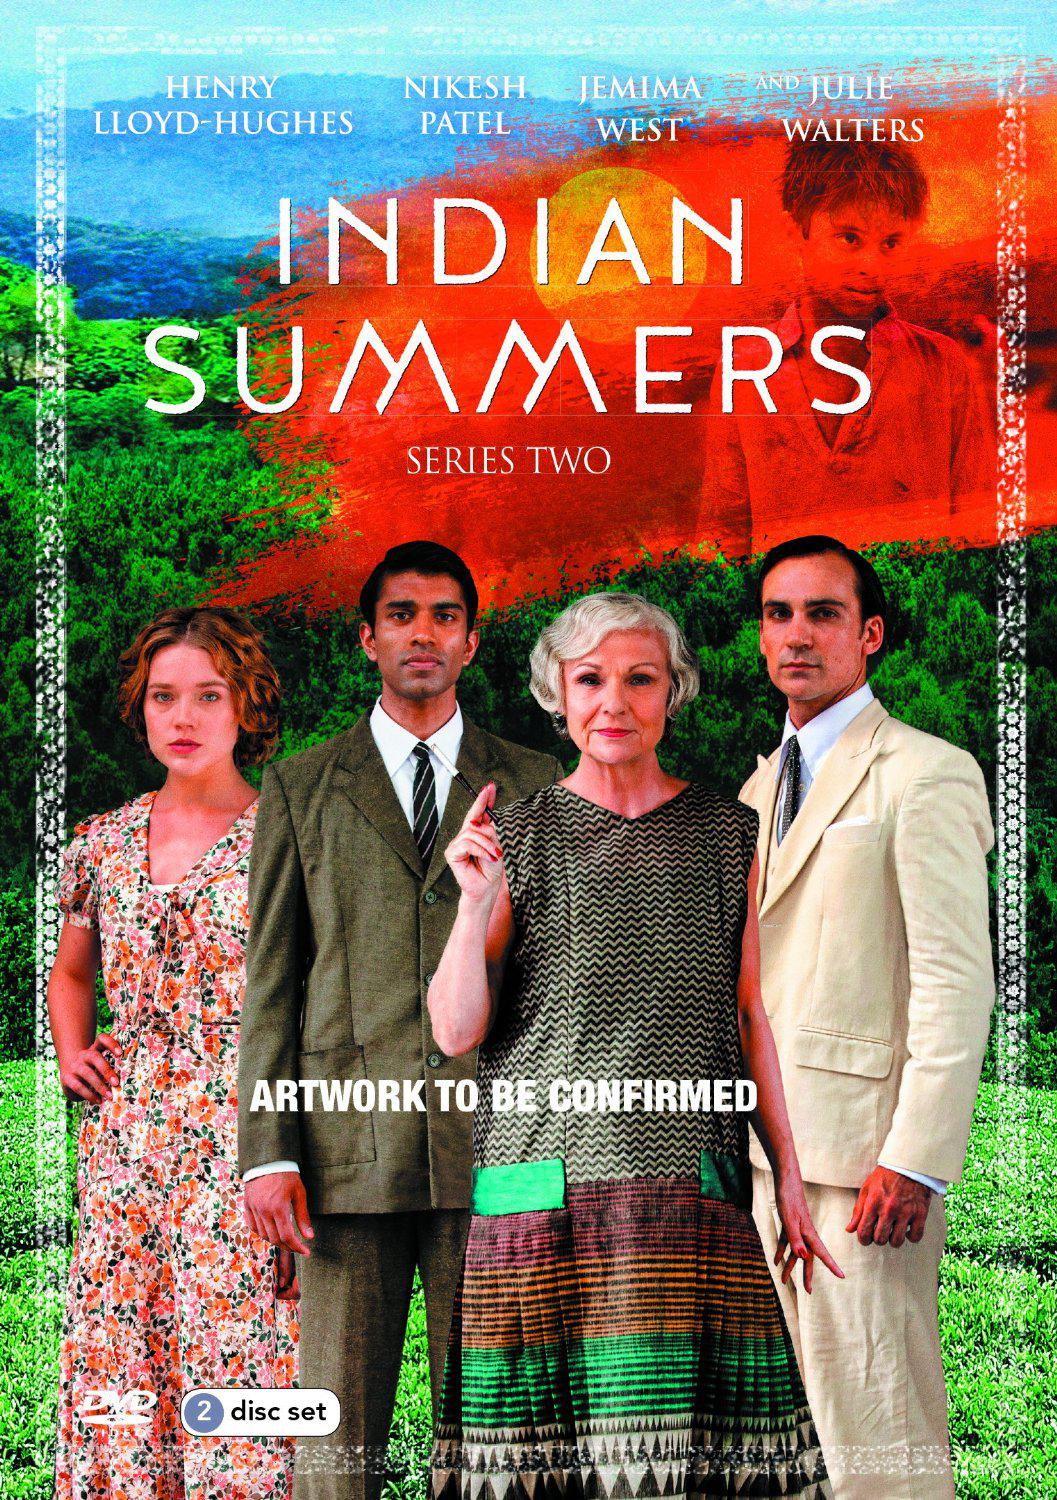 HENRY
LLOYD-HUGHES
NIKESH
PATEL
JEMIMA
WEST
AND JULIE
WALTERS
INDIAN
SUMMERS
SERIES TWO
ARTWORK TO BE CONFIRMED
DVD
2 disc set